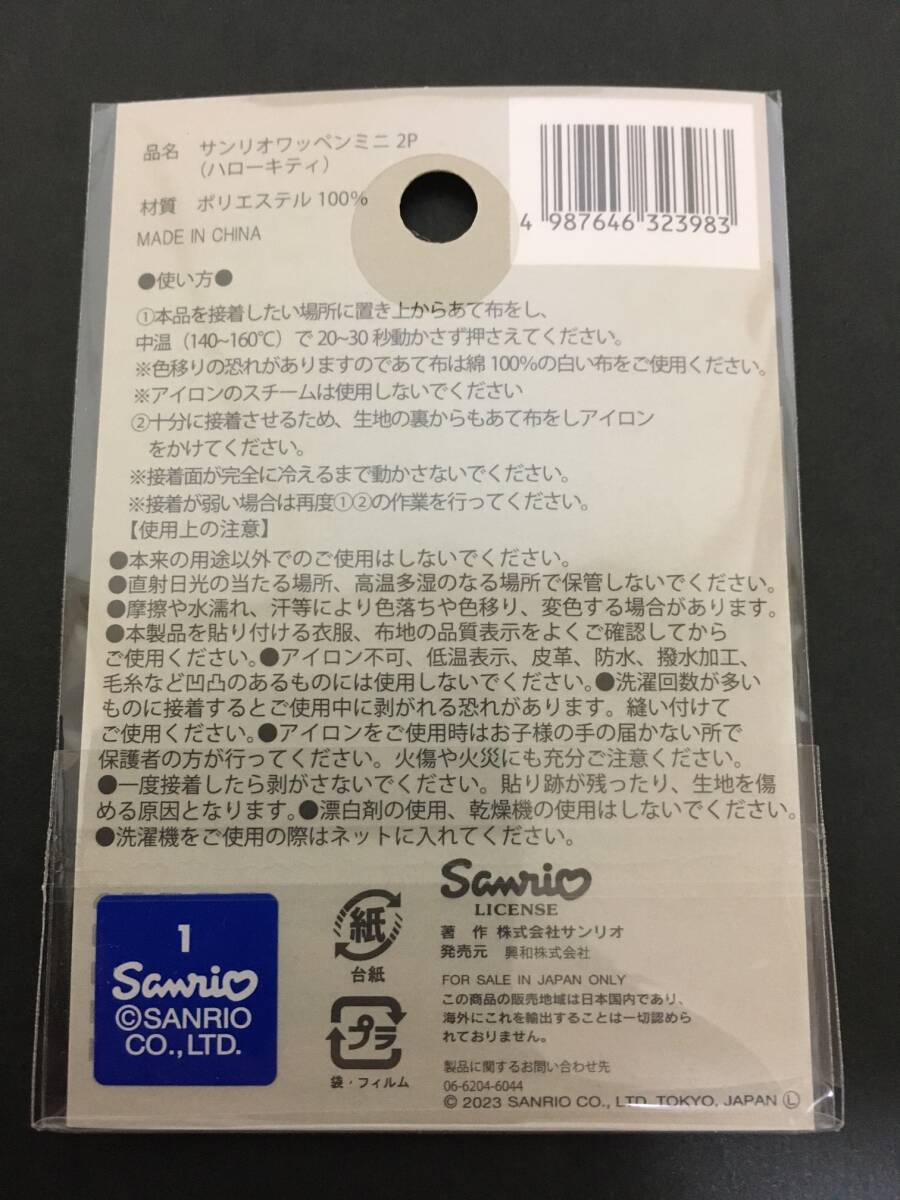 品名 サンリオワッペンミニ 2P
（ハローキティ）
材質 ポリエステル 100%
MADE IN CHINA
4 987646 323983
●使い方●
①本品を接着したい場所に置き上からあて布をし、
中温（140~160℃）で 20~30 秒動かさず押さえてください。
※色移りの恐れがありますのであて布は綿 100%の白い布をご使用ください。
※アイロンのスチームは使用しないでください
②十分に接着させるため、生地の裏からもあて布をしアイロン
をかけてください。
※接着面が完全に冷えるまで動かさないでください。
※接着が弱い場合は再度①②の作業を行ってください。
【使用上の注意】
●本来の用途以外でのご使用はしないでください。
●直射日光の当たる場所、高温多湿のなる場所で保管しないでください。
●摩擦や水濡れ、汗等により色落ちや色移り、変色する場合があります。
●本製品を貼り付ける衣服、布地の品質表示をよくご確認してから
ご使用ください。●アイロン不可、低温表示、皮革、防水、撥水加工、
毛糸など凹凸のあるものには使用しないでください。●洗濯回数が多い
ものに接着するとご使用中に剥がれる恐れがあります。縫い付けて
ご使用ください。●アイロンをご使用時はお子様の手の届かない所で
保護者の方が行ってください。火傷や火災にも充分ご注意ください。
●一度接着したら剥がさないでください。貼り跡が残ったり、生地を傷
める原因となります。●漂白剤の使用、乾燥機の使用はしないでください。
●洗濯機をご使用の際はネットに入れてください。
1
Sanrio
©SANRIO
CO.,LTD.
紙
台紙
プラ
袋・フィルム
Sanrio
LICENSE
著 作 株式会社サンリオ
発売元 興和株式会社
FOR SALE IN JAPAN ONLY
この商品の販売地域は日本国内であり、
海外にこれを輸出することは一切認めら
れておりません。
製品に関するお問い合わせ先
06-6204-6044
© 2023 SANRIO CO., LTD. TOKYO, JAPAN Ⓛ